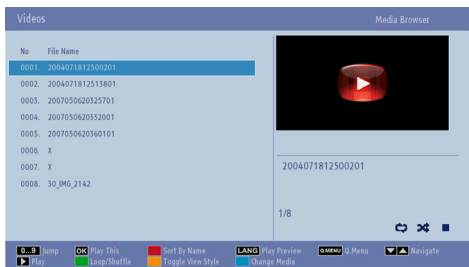 Videos Media Browser
No File Name
0001. 2004071812500201
0002. 2004071812513801
0003. 2007050620325701
0004. 2007050620332001
0005. 2007050620360101
0006. X
0007. X
0008. 30_IMG_2142
2004071812500201
1/8
0...9 Jump OK Play This Sort By Name LANG Play Preview Q.MENU Q.Menu Navigate
Play Loop/Shuffle Toggle View Style Change Media